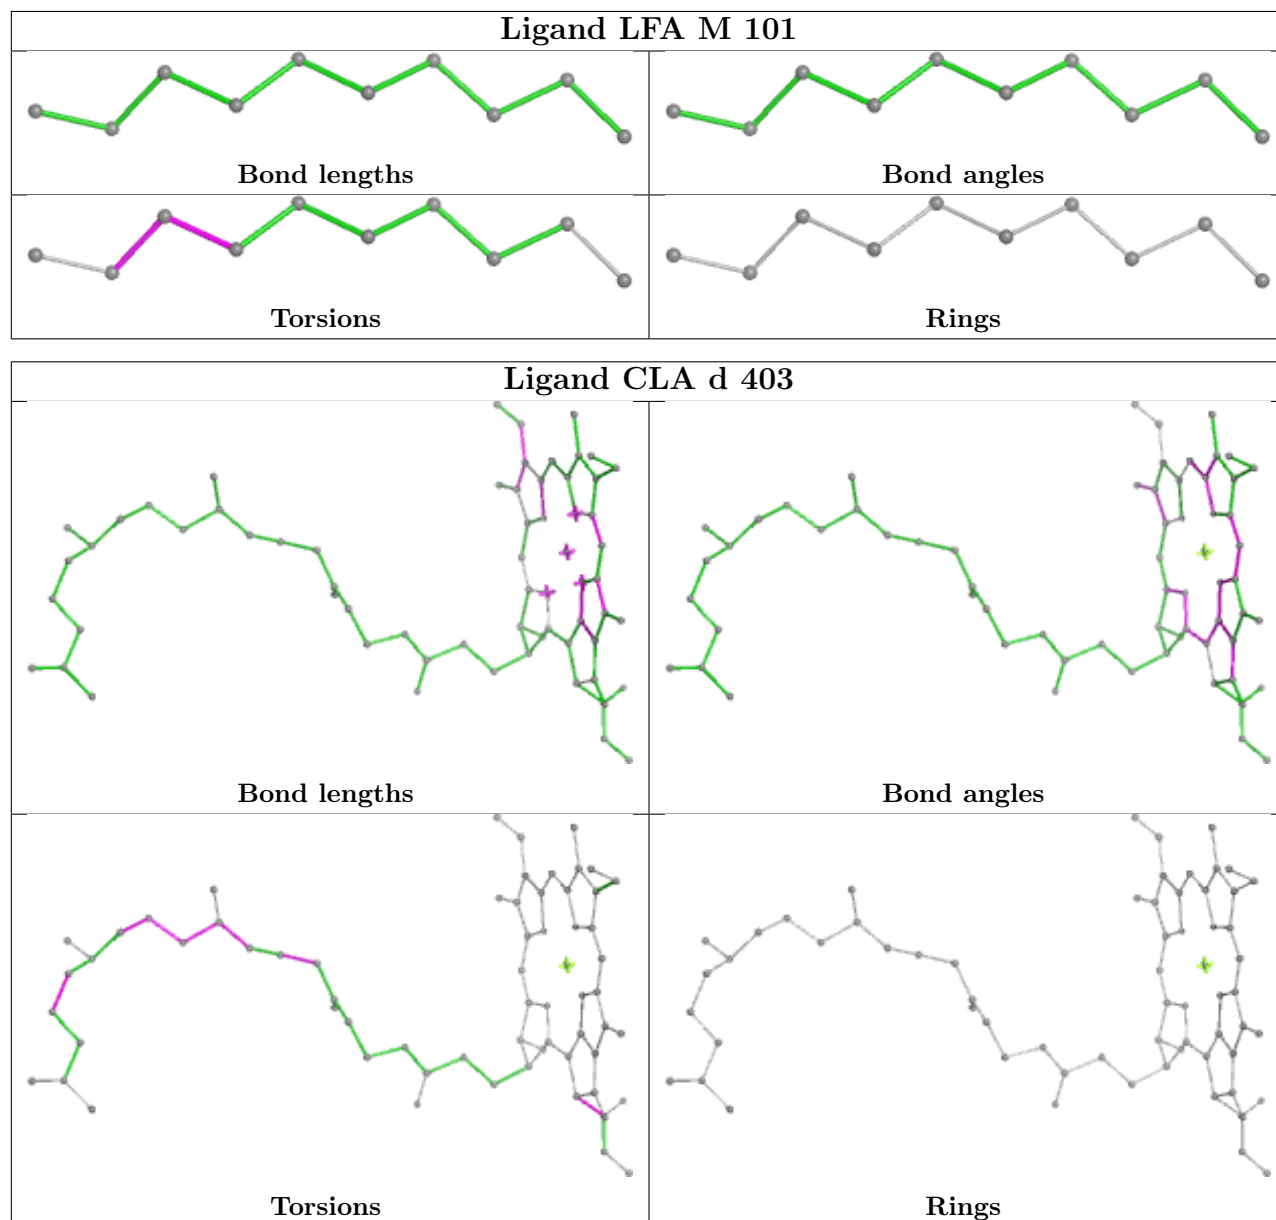 Ligand LFA M 101
Bond lengths
Bond angles
Torsions
Rings
Ligand CLA d 403
Bond lengths
Bond angles
Torsions
Rings